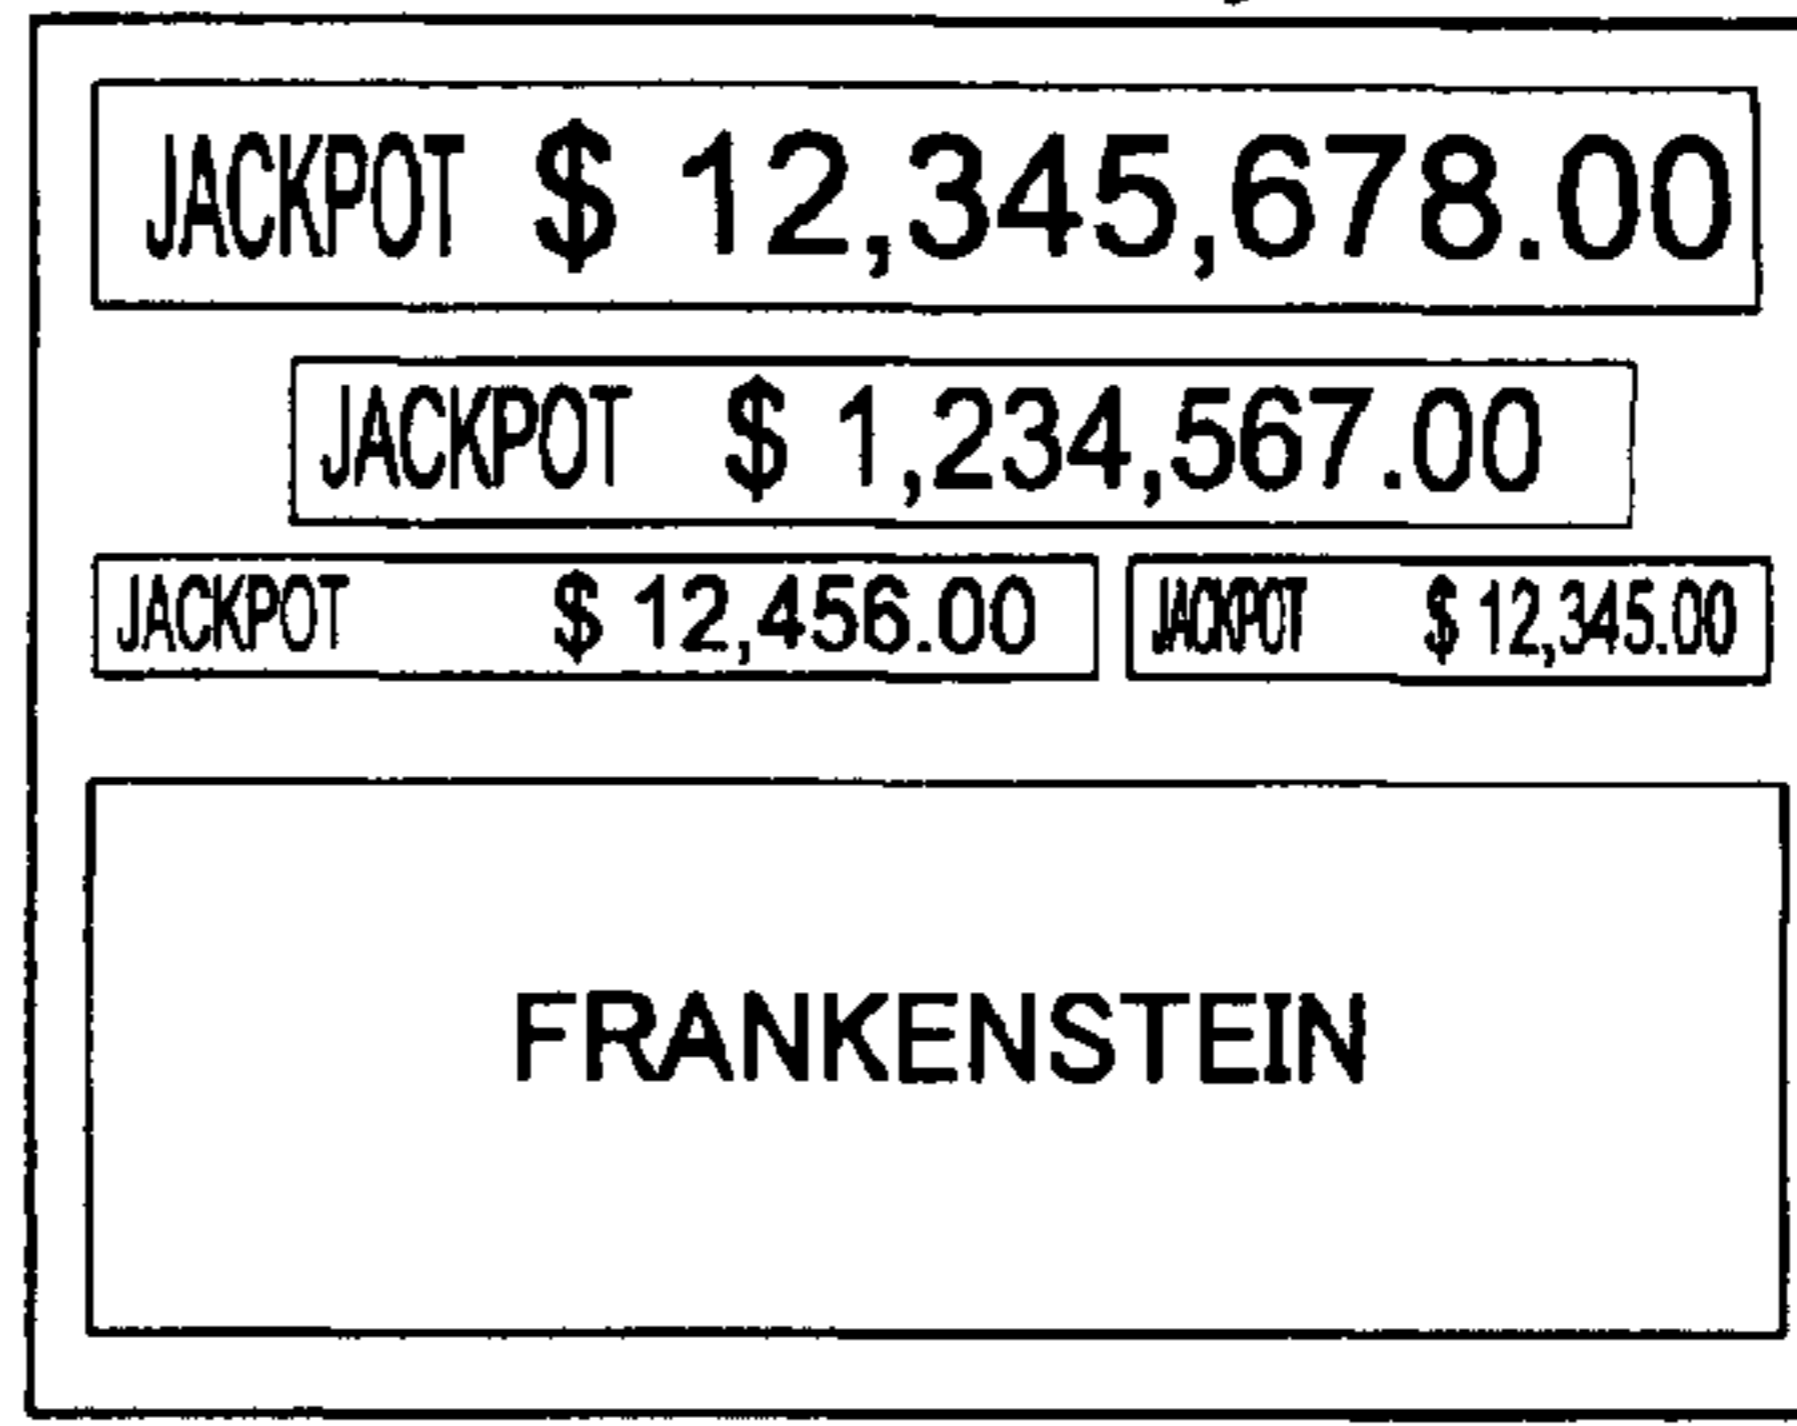 JACKPOT $ 12,345,678.00
JACKPOT $ 1,234,567.00
JACKPOT $ 12,456.00 JACKPOT $ 12,345.00
FRANKENSTEIN